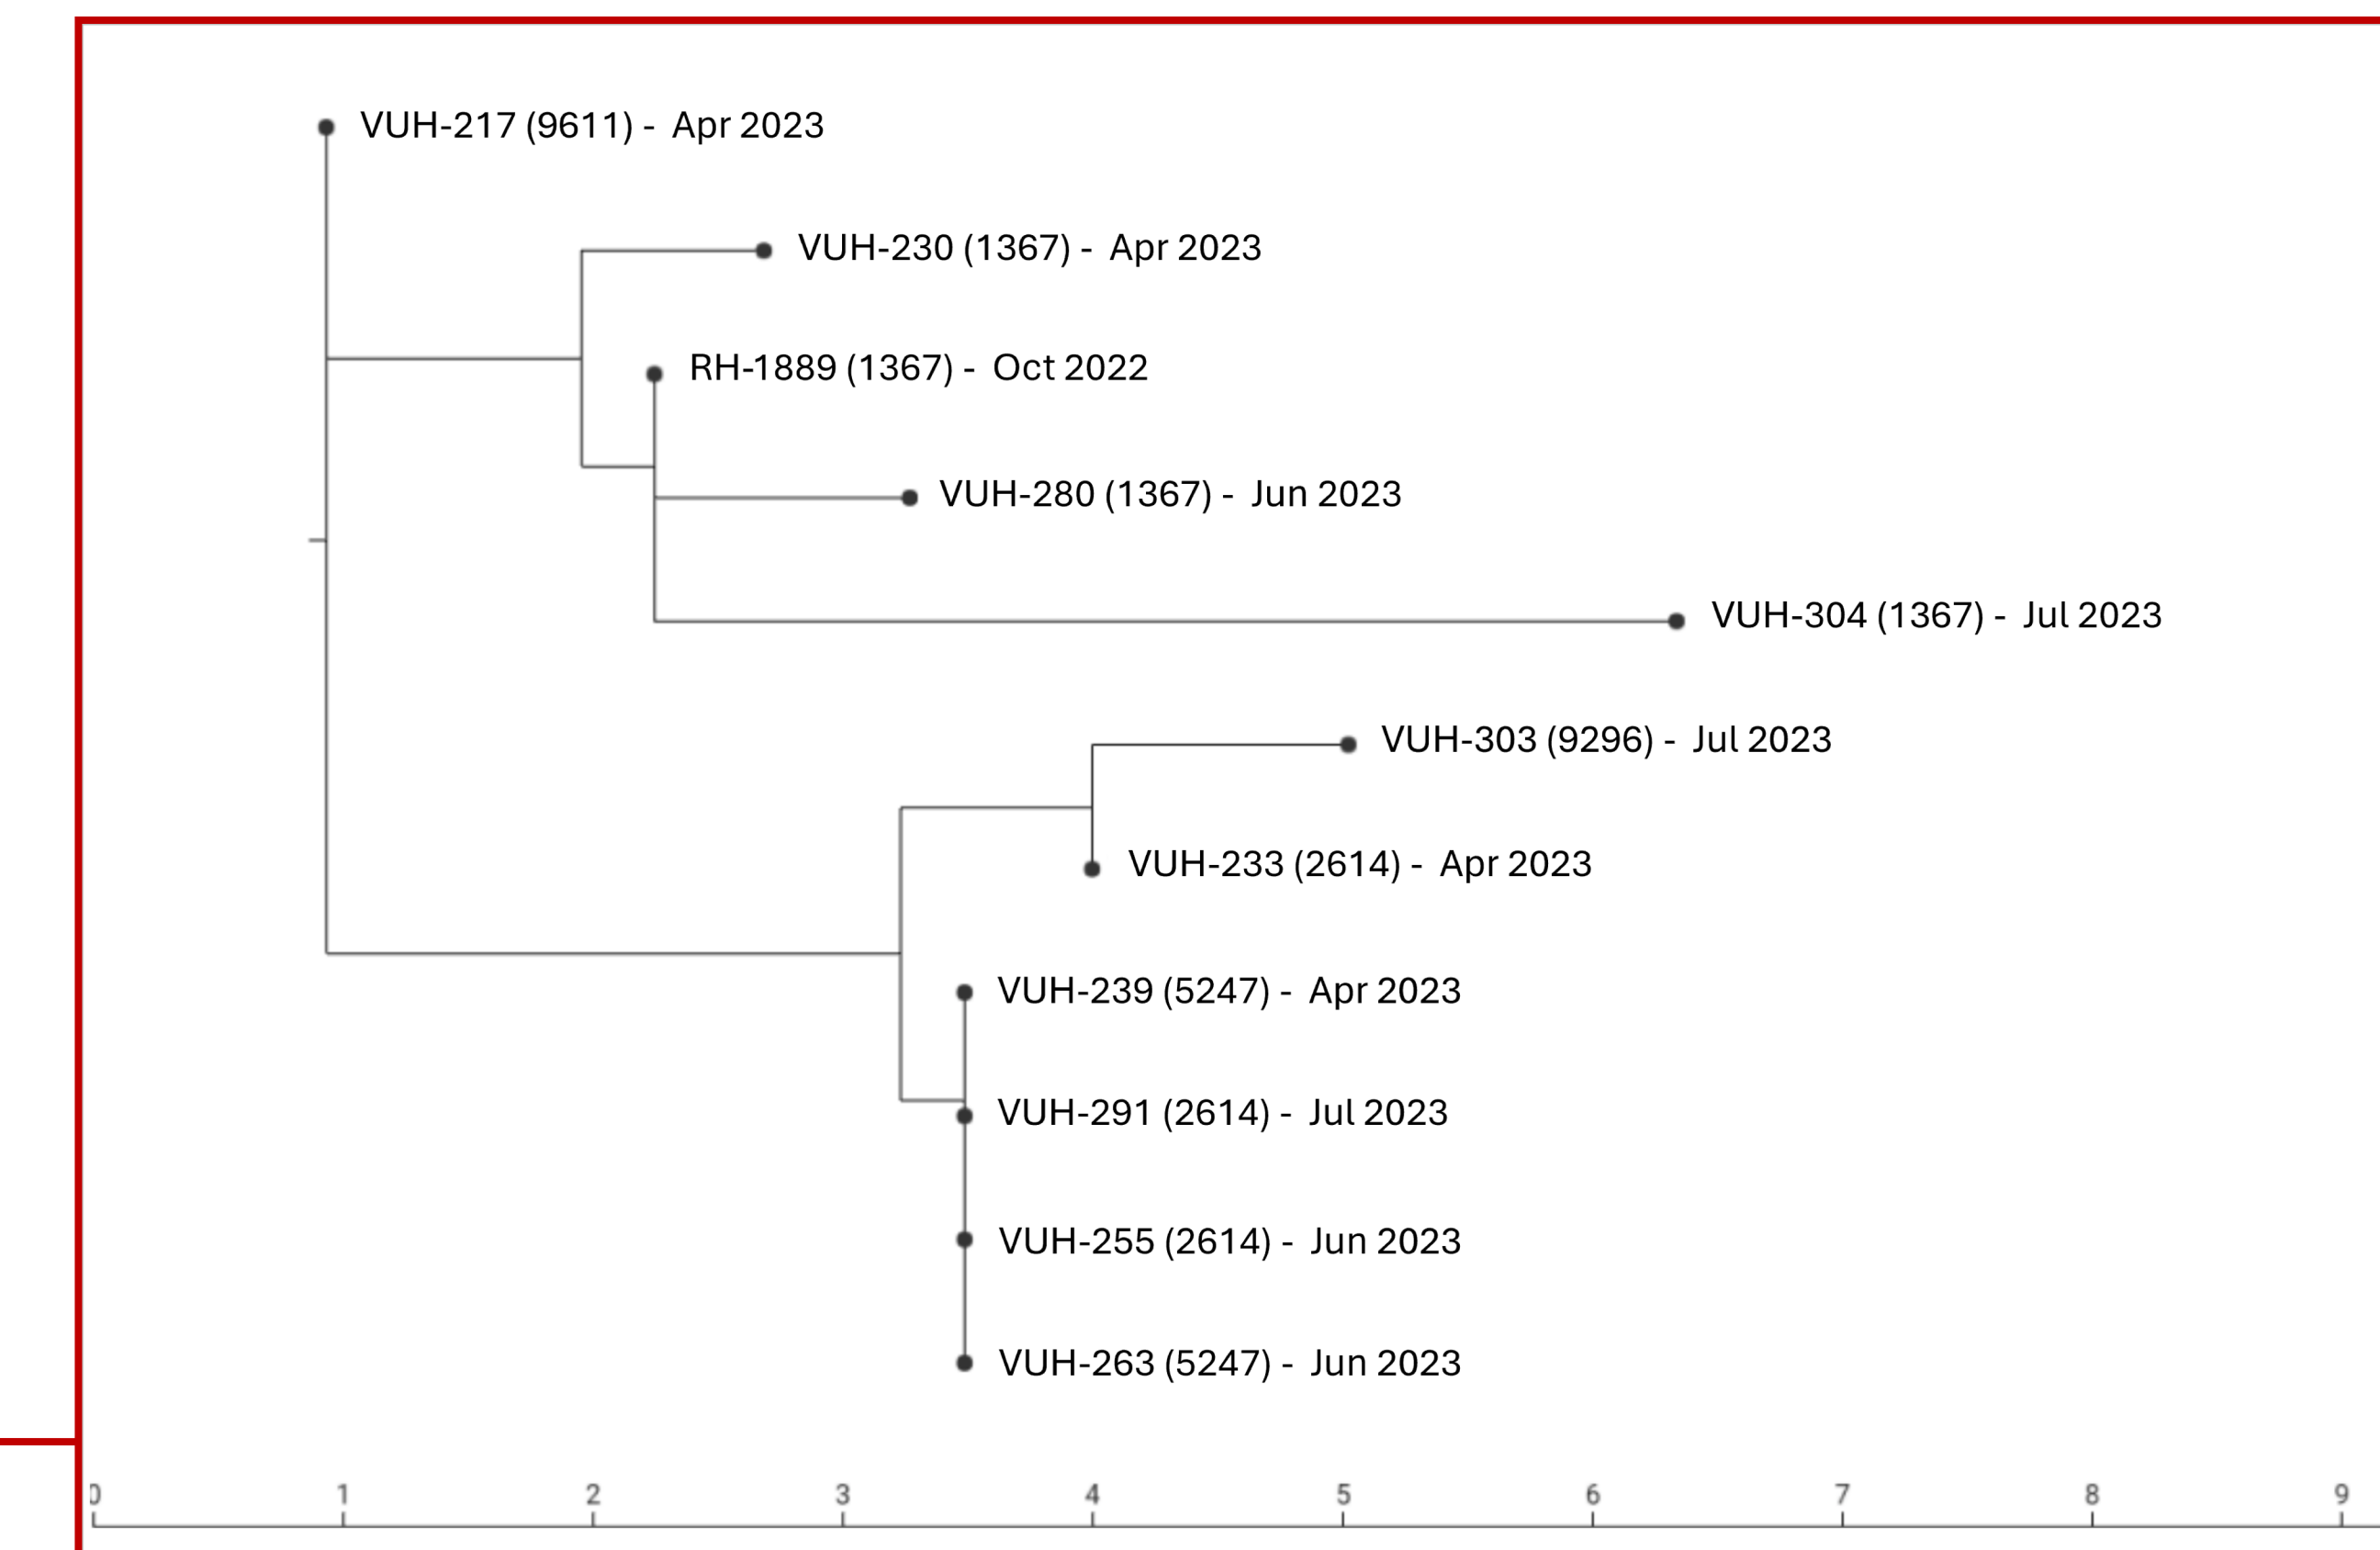 VUH-217 (9611) - Apr 2023
VUH-230 (1367) - Apr 2023
RH-1889 (1367) - Oct 2022
VUH-280 (1367) - Jun 2023
VUH-304 (1367) - Jul 2023
VUH-303 (9296) - Jul 2023
VUH-233 (2614) - Apr 2023
VUH-239 (5247) - Apr 2023
VUH-291 (2614) - Jul 2023
VUH-255 (2614) - Jun 2023
VUH-263 (5247) - Jun 2023
0 1 2 3 4 5 6 7 8 9